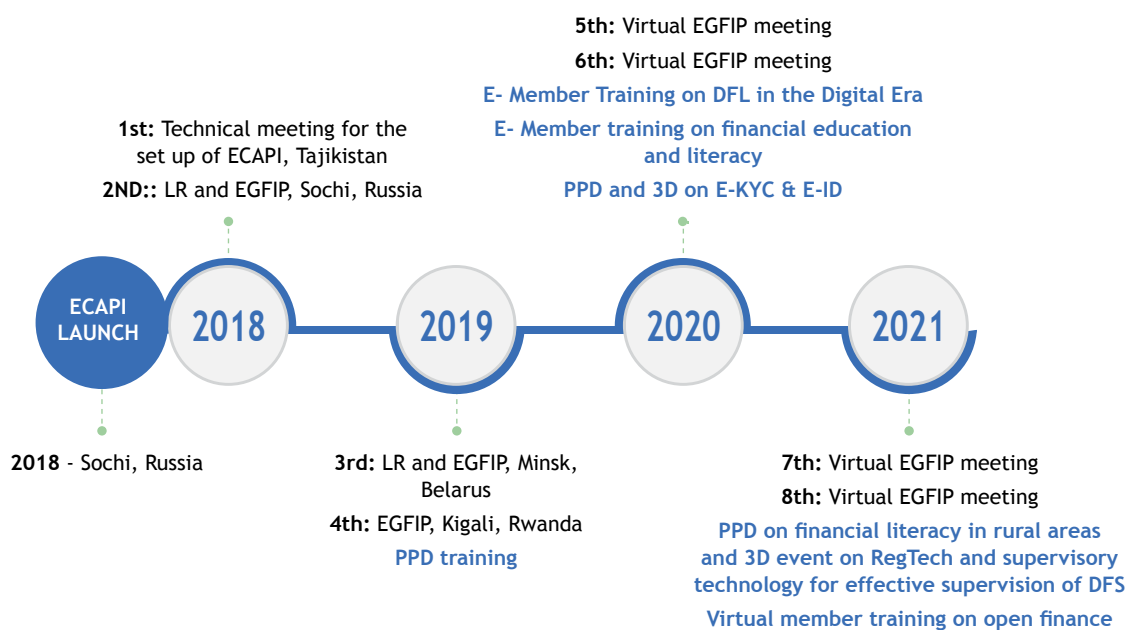 5th: Virtual EGFIP meeting
6th: Virtual EGFIP meeting
E- Member Training on DFL in the Digital Era
E- Member training on financial education
and literacy
PPD and 3D on E-KYC & E-ID
1st: Technical meeting for the
set up of ECAPI, Tajikistan
2ND:: LR and EGFIP, Sochi, Russia
ECAPI
LAUNCH
2018
2019
2020
2021
2018 - Sochi, Russia
3rd: LR and EGFIP, Minsk,
Belarus
4th: EGFIP, Kigali, Rwanda
PPD training
7th: Virtual EGFIP meeting
8th: Virtual EGFIP meeting
PPD on financial literacy in rural areas
and 3D event on RegTech and supervisory
technology for effective supervision of DFS
Virtual member training on open finance